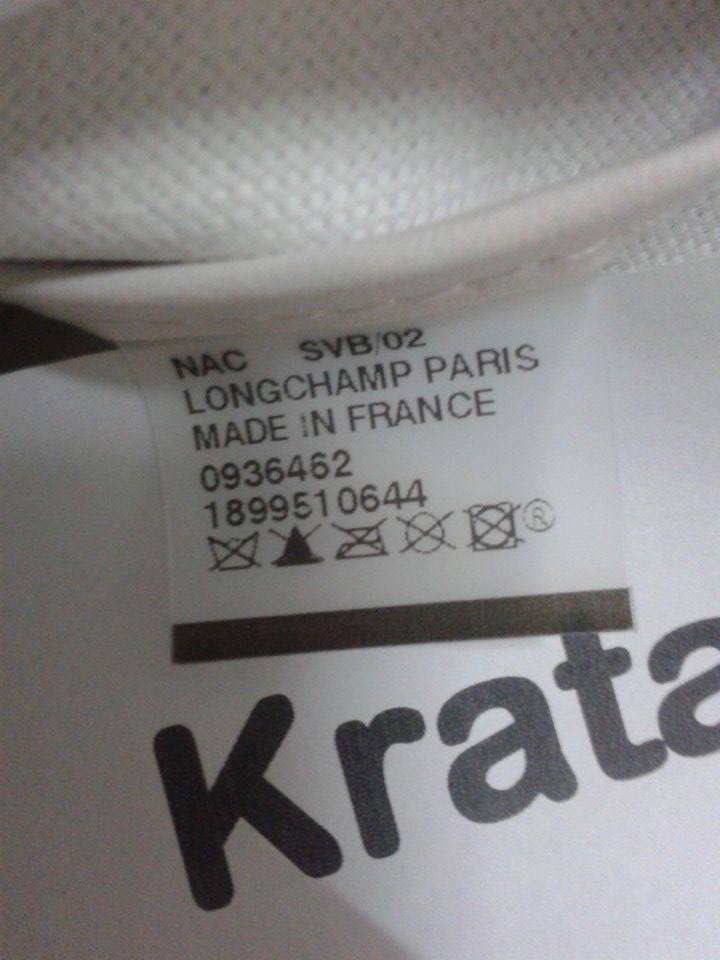 NAC SVB/02
LONGCHAMP PARIS
MADE IN FRANCE
0936462
1899510644
®
Krata